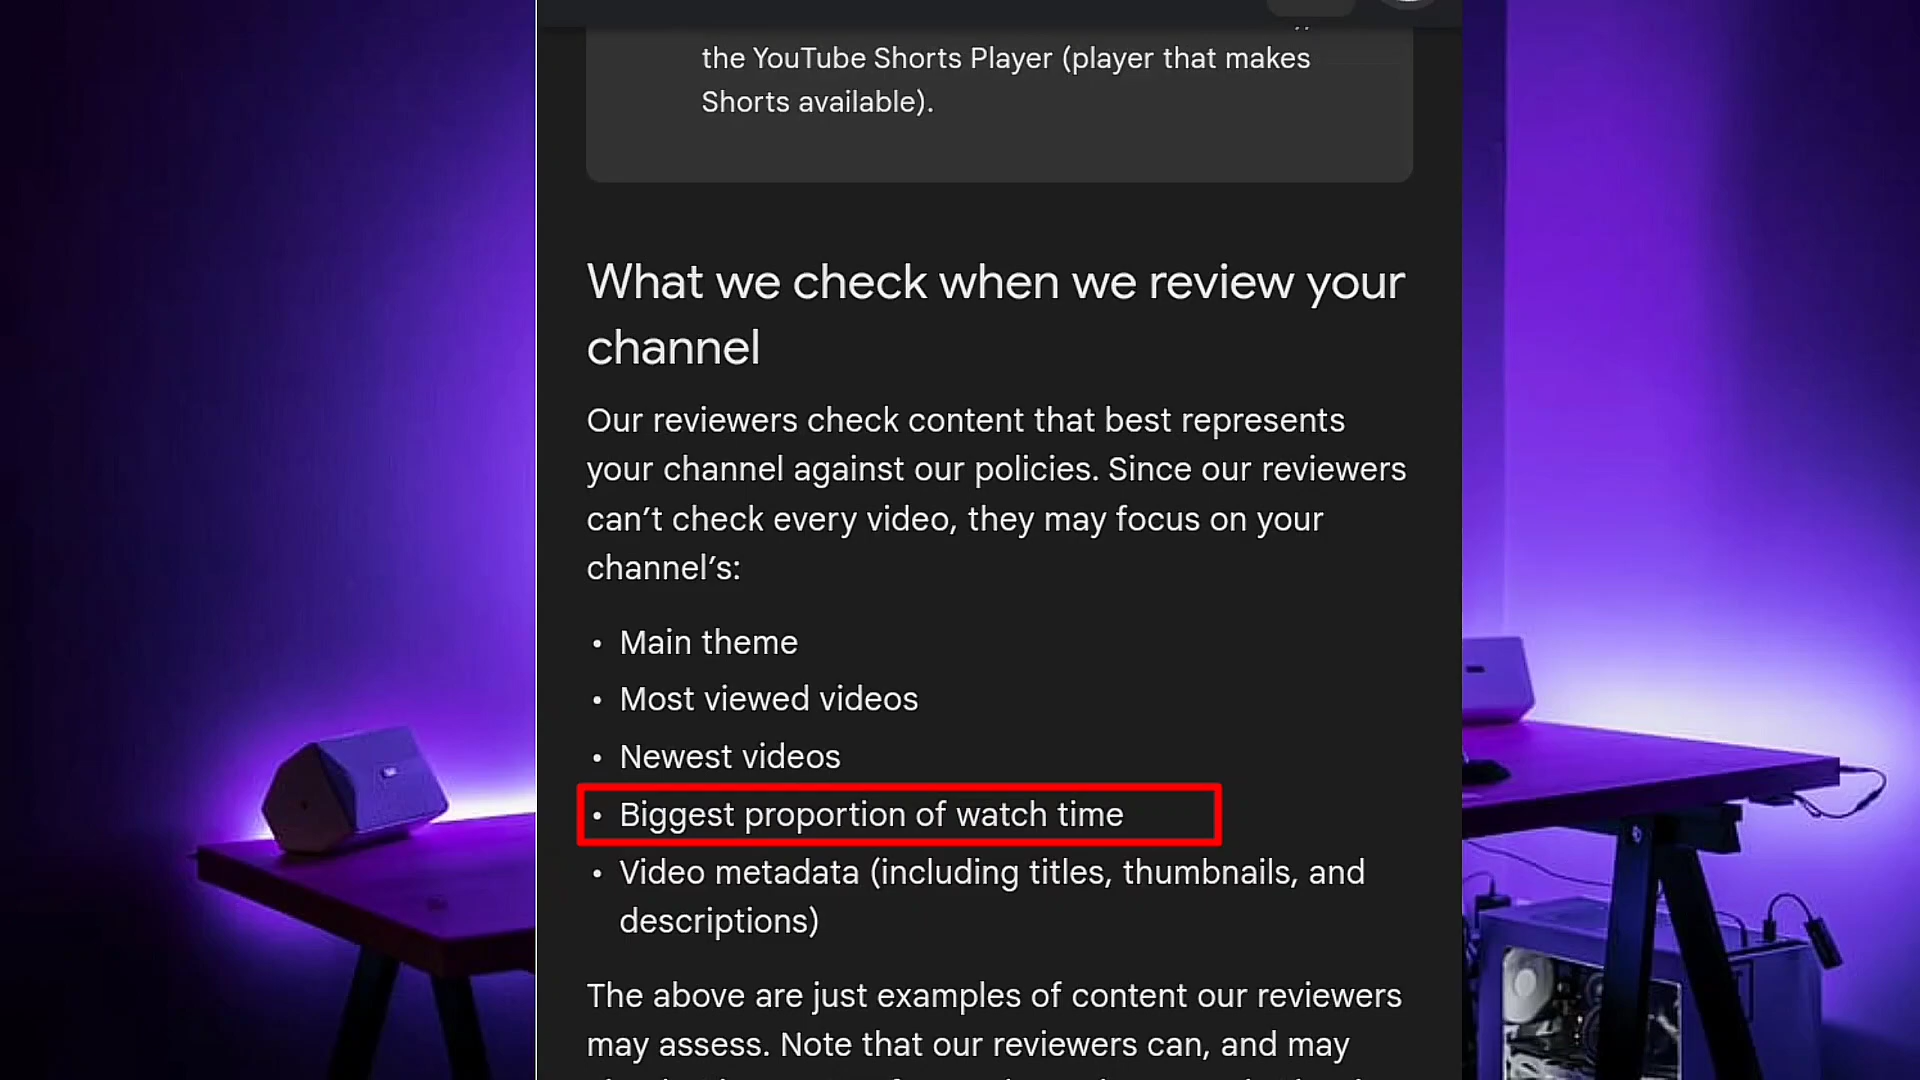 the YouTube Shorts Player (player that makes
Shorts available).
What we check when we review your
channel
Our reviewers check content that best represents
your channel against our policies. Since our reviewers
can’t check every video, they may focus on your
channel’s:
• Main theme
• Most viewed videos
• Newest videos
• Biggest proportion of watch time
• Video metadata (including titles, thumbnails, and
descriptions)
The above are just examples of content our reviewers
may assess. Note that our reviewers can, and may